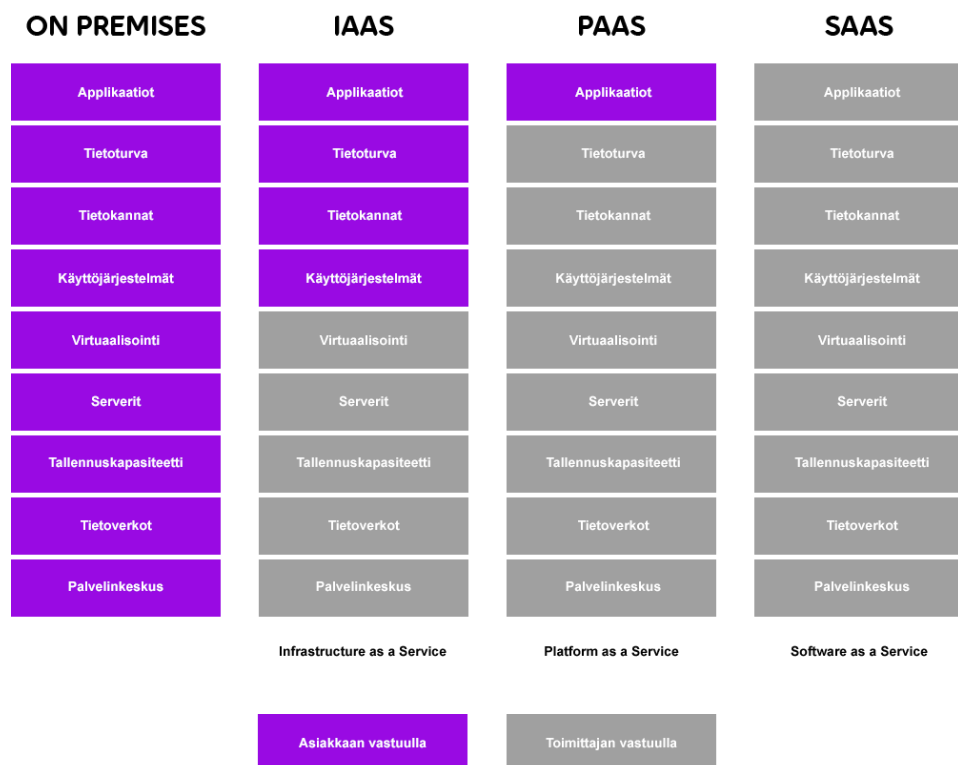 ON PREMISES
IAAS
PAAS
SAAS
Applikaatiot
Applikaatiot
Applikaatiot
Applikaatiot
Tietoturva
Tietoturva
Tietoturva
Tietoturva
Tietokannat
Tietokannat
Tietokannat
Tietokannat
Käyttöjärjestelmät
Käyttöjärjestelmät
Käyttöjärjestelmät
Käyttöjärjestelmät
Virtuaalisointi
Virtuaalisointi
Virtuaalisointi
Virtuaalisointi
Serverit
Serverit
Serverit
Serverit
Tallennuskapasiteetti
Tallennuskapasiteetti
Tallennuskapasiteetti
Tallennuskapasiteetti
Tietoverkot
Tietoverkot
Tietoverkot
Tietoverkot
Palvelinkeskus
Palvelinkeskus
Palvelinkeskus
Palvelinkeskus
Infrastructure as a Service
Platform as a Service
Software as a Service
Asiakkaan vastuulla
Toimittajan vastuulla